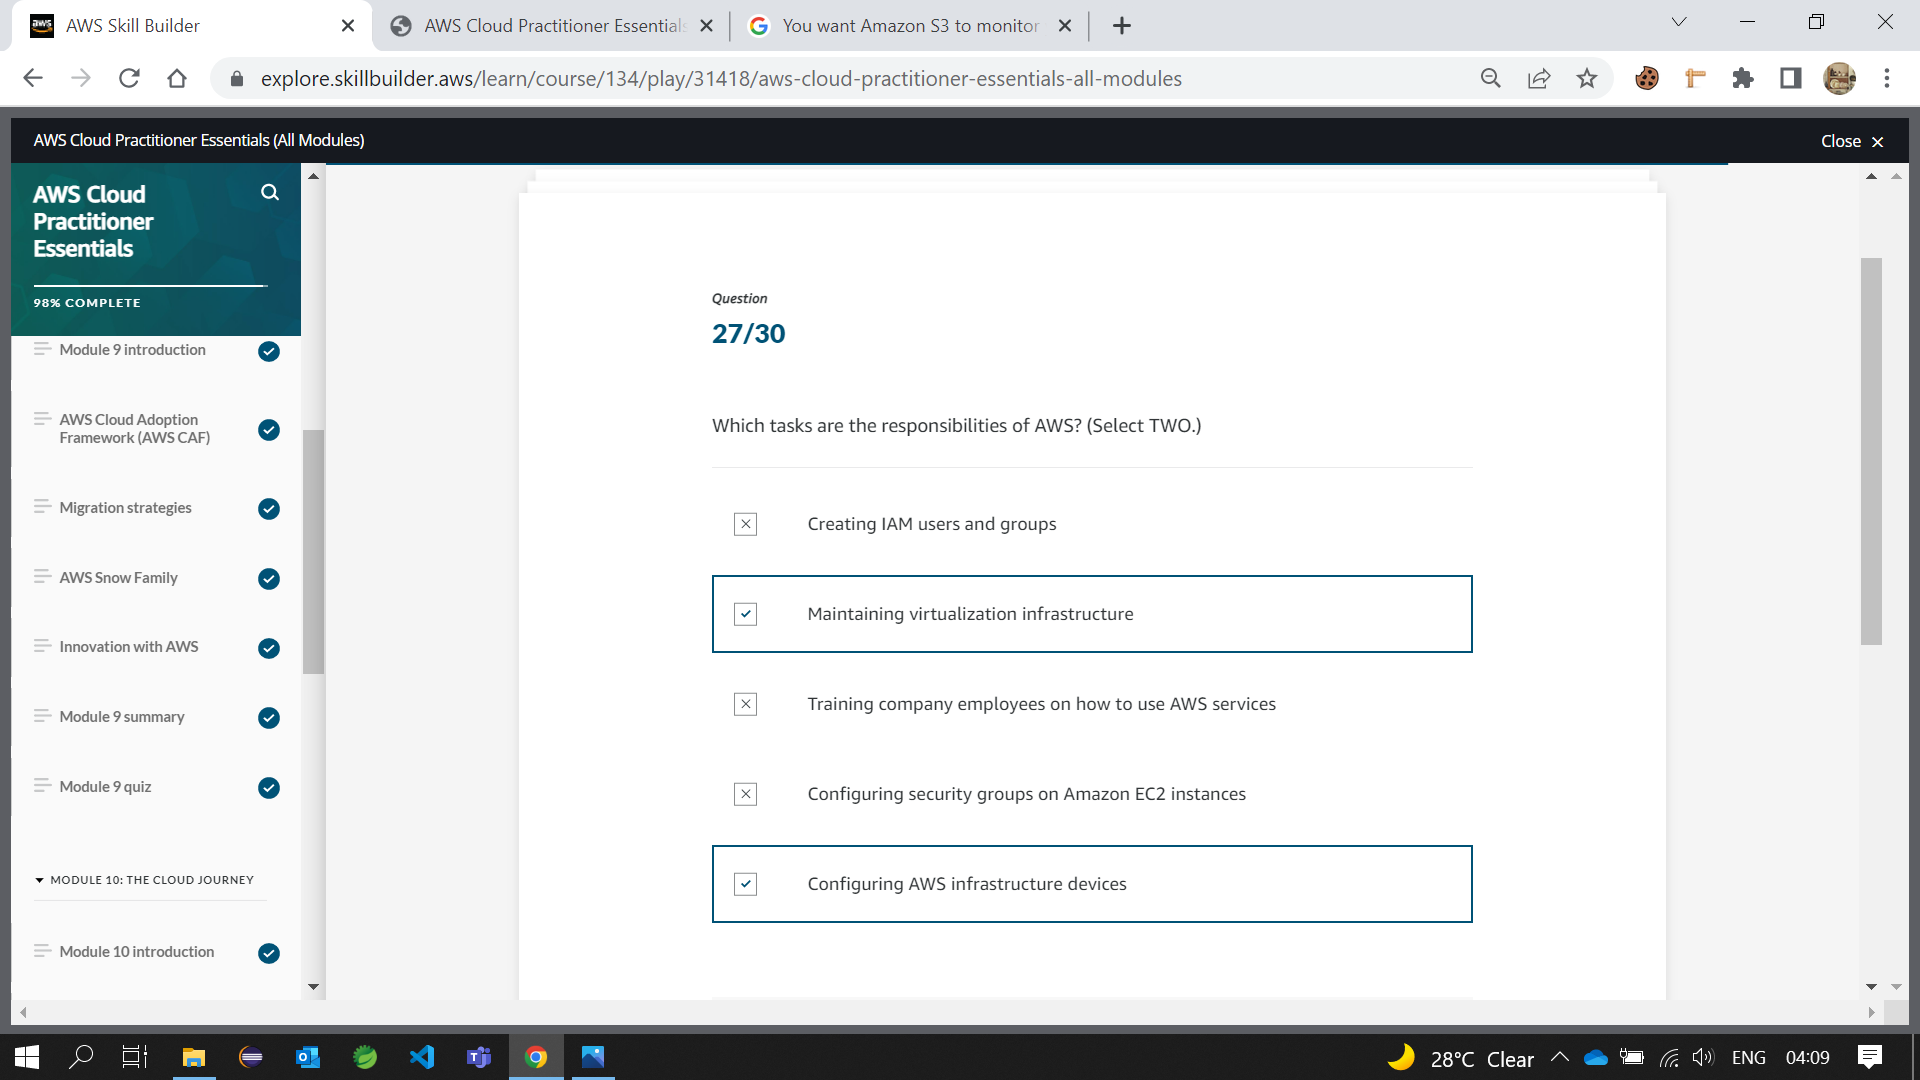 AWS Skill Builder
AWS Cloud Practitioner Essentials
You want Amazon S3 to monitor
explore.skillbuilder.aws/learn/course/134/play/31418/aws-cloud-practitioner-essentials-all-modules
AWS Cloud Practitioner Essentials (All Modules)
Close
AWS Cloud
Practitioner
Essentials
98% COMPLETE
Module 9 introduction
AWS Cloud Adoption
Framework (AWS CAF)
Migration strategies
AWS Snow Family
Innovation with AWS
Module 9 summary
Module 9 quiz
MODULE 10: THE CLOUD JOURNEY
Module 10 introduction
Question
27/30
Which tasks are the responsibilities of AWS? (Select TWO.)
Creating IAM users and groups
Maintaining virtualization infrastructure
Training company employees on how to use AWS services
Configuring security groups on Amazon EC2 instances
Configuring AWS infrastructure devices
28°C Clear
ENG
04:09